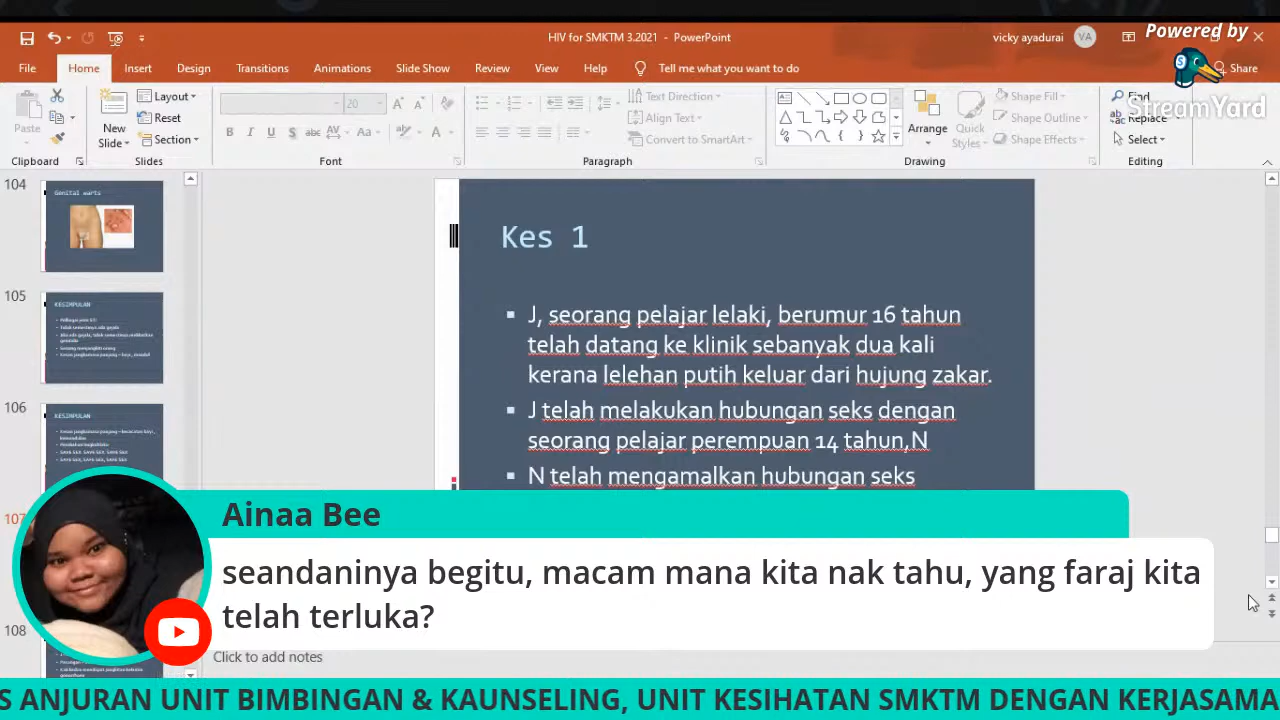 Powered by
HIV for SMKTM 3.2021 - PowerPoint
vicky ayadurai
VA
StreamYard
File
Home
Insert
Design
Transitions
Animations
Slide Show
Review
View
Help
Tell me what you want to do
Share
Paste
New
Slide
Layout
Reset
Section
20
Text Direction
Align Text
Convert to SmartArt
Arrange
Quick
Styles
Shape Fill
Shape Outline
Shape Effects
Find
Replace
Select
Clipboard
Slides
Font
Paragraph
Drawing
Editing
104
Genital warts
105
KESIMPULAN
106
KESIMPULAN
107
108
Kes 1
J, seorang pelajar lelaki, berumur 16 tahun
telah datang ke klinik sebanyak dua kali
kerana lelehan putih keluar dari hujung zakar.
J telah melakukan hubungan seks dengan
seorang pelajar perempuan 14 tahun,N
N telah mengamalkan hubungan seks
Ainaa Bee
seandaninya begitu, macam mana kita nak tahu, yang faraj kita
telah terluka?
Click to add notes
S ANJURAN UNIT BIMBINGAN & KAUNSELING, UNIT KESIHATAN SMKTM DENGAN KERJASAMA